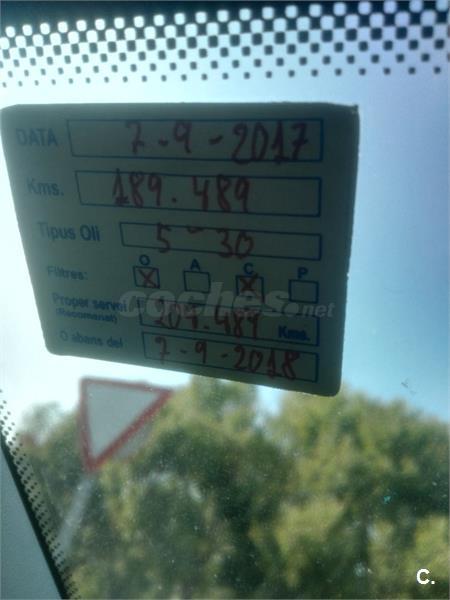 DATA 7-9-2017
Kms. 189.489
Tipus Oli 5-30
O A C P
Filtres: X X
Proper servei
(Recomanat) 209.489 Kms.
O abans del 7-9-2018
coches.net
C.